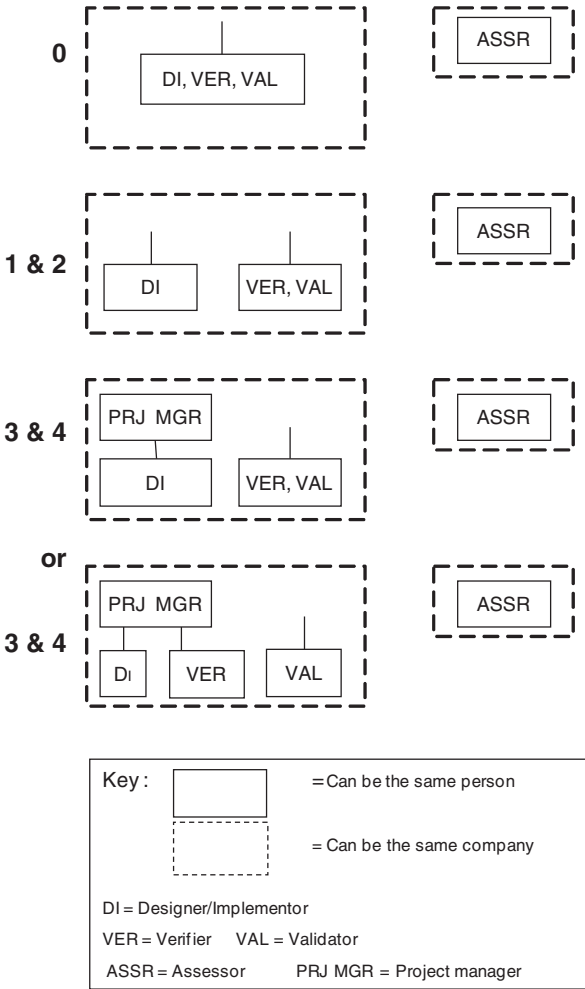 0
DI, VER, VAL
ASSR
1 & 2
DI
VER, VAL
ASSR
3 & 4
PRJ MGR
DI
VER, VAL
ASSR
or
3 & 4
PRJ MGR
DI
VER
VAL
ASSR
Key :
= Can be the same person
= Can be the same company
DI = Designer/Implementor
VER = Verifier VAL = Validator
ASSR = Assessor PRJ MGR = Project manager